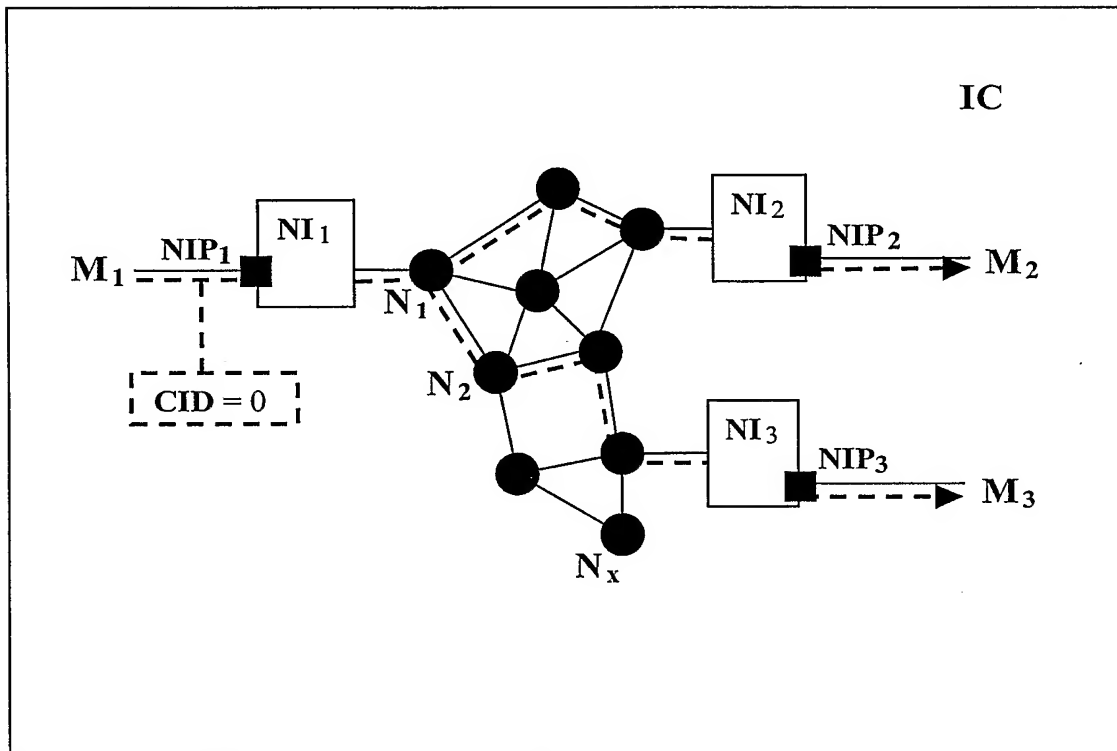 IC
NI₂
NIP₁
NI₁
NIP₂
M₁
M₂
N₁
N₂
CID = 0
NI₃
NIP₃
M₃
Nₓ